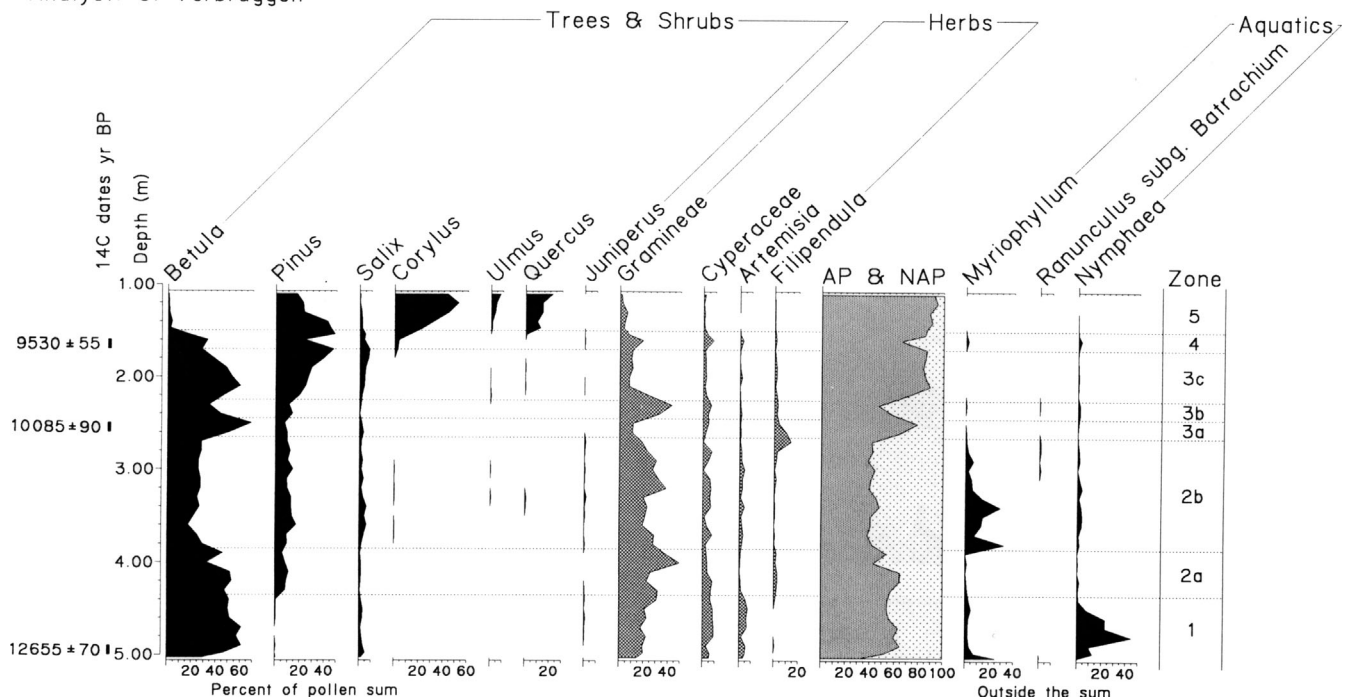 Analysis: C. Verbruggen
Trees & Shrubs
Herbs
Aquatics
14C dates yr BP
Depth (m)
Betula
Pinus
Salix
Corylus
Ulmus
Quercus
Juniperus
Gramineae
Cyperaceae
Artemisia
Filipendula
AP & NAP
Myriophyllum
Ranunculus subg. Batrachium
Nymphaea
Zone
1.00
5
9530 ± 55
4
2.00
3c
3b
10085 ± 90
3a
3.00
2b
4.00
2a
1
12655 ± 70
5.00
20 40 60
20 40
20 40 60
20
20 40
20
20 40 60 80 100
20 40
20 40
Percent of pollen sum
Outside the sum